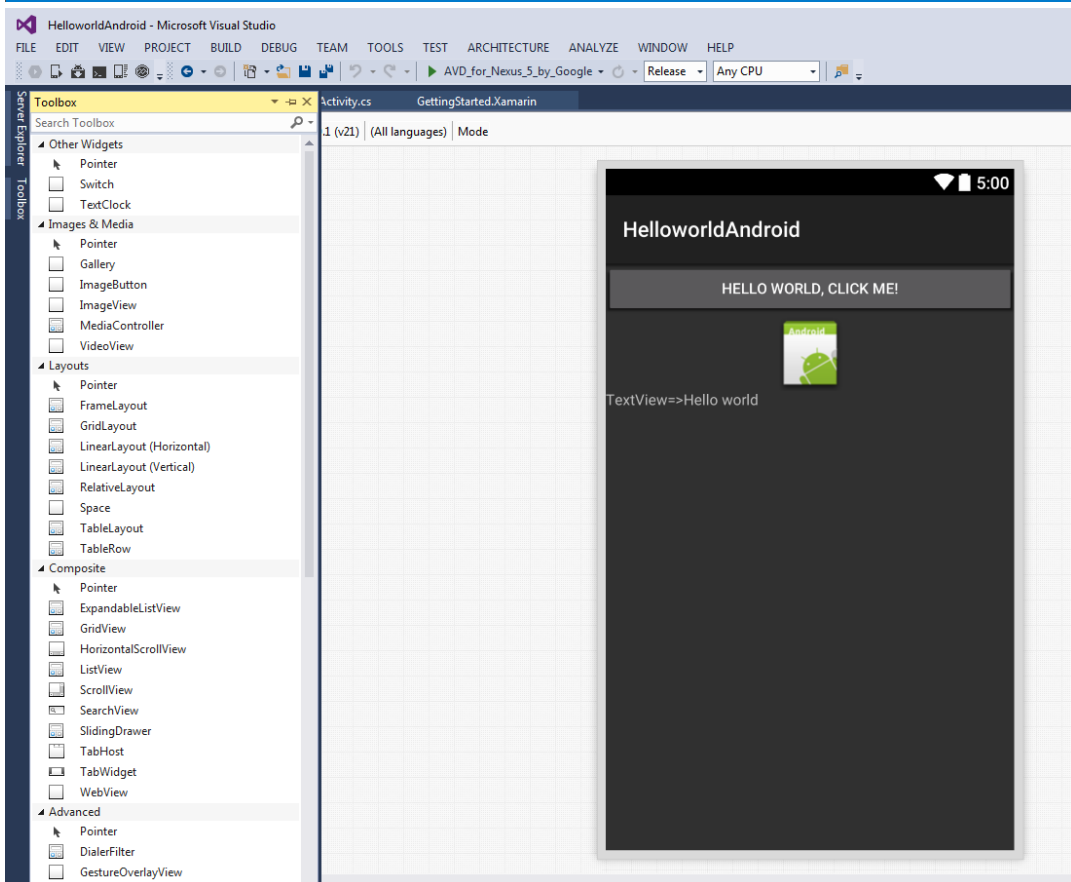 HelloworldAndroid - Microsoft Visual Studio
FILE EDIT VIEW PROJECT BUILD DEBUG TEAM TOOLS TEST ARCHITECTURE ANALYZE WINDOW HELP
AVD_for_Nexus_5_by_Google Release Any CPU
Server Explorer
Toolbox
Toolbox
Search Toolbox
Other Widgets
Pointer
Switch
TextClock
Images & Media
Pointer
Gallery
ImageButton
ImageView
MediaController
VideoView
Layouts
Pointer
FrameLayout
GridLayout
LinearLayout (Horizontal)
LinearLayout (Vertical)
RelativeLayout
Space
TableLayout
TableRow
Composite
Pointer
ExpandableListView
GridView
HorizontalScrollView
ListView
ScrollView
SearchView
SlidingDrawer
TabHost
TabWidget
WebView
Advanced
Pointer
DialerFilter
GestureOverlayView
Activity.cs GettingStarted.Xamarin
.1 (v21) (All languages) Mode
5:00
HelloworldAndroid
HELLO WORLD, CLICK ME!
Android
TextView=>Hello world